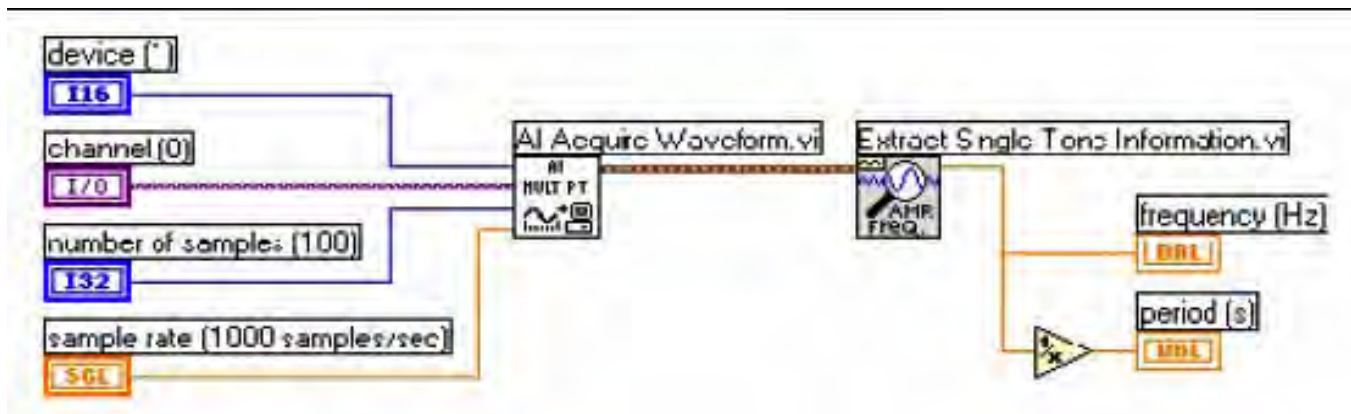 device (1)
I16
channel (0)
I/O
number of samples (100)
I32
sample rate (1000 samples/sec)
SGL
AI Acquire Waveform.vi
AI
MULT PT
Extract Single Tone Information.vi
AMP
FREQ.
frequency (Hz)
DBL
period (s)
DBL
1/x